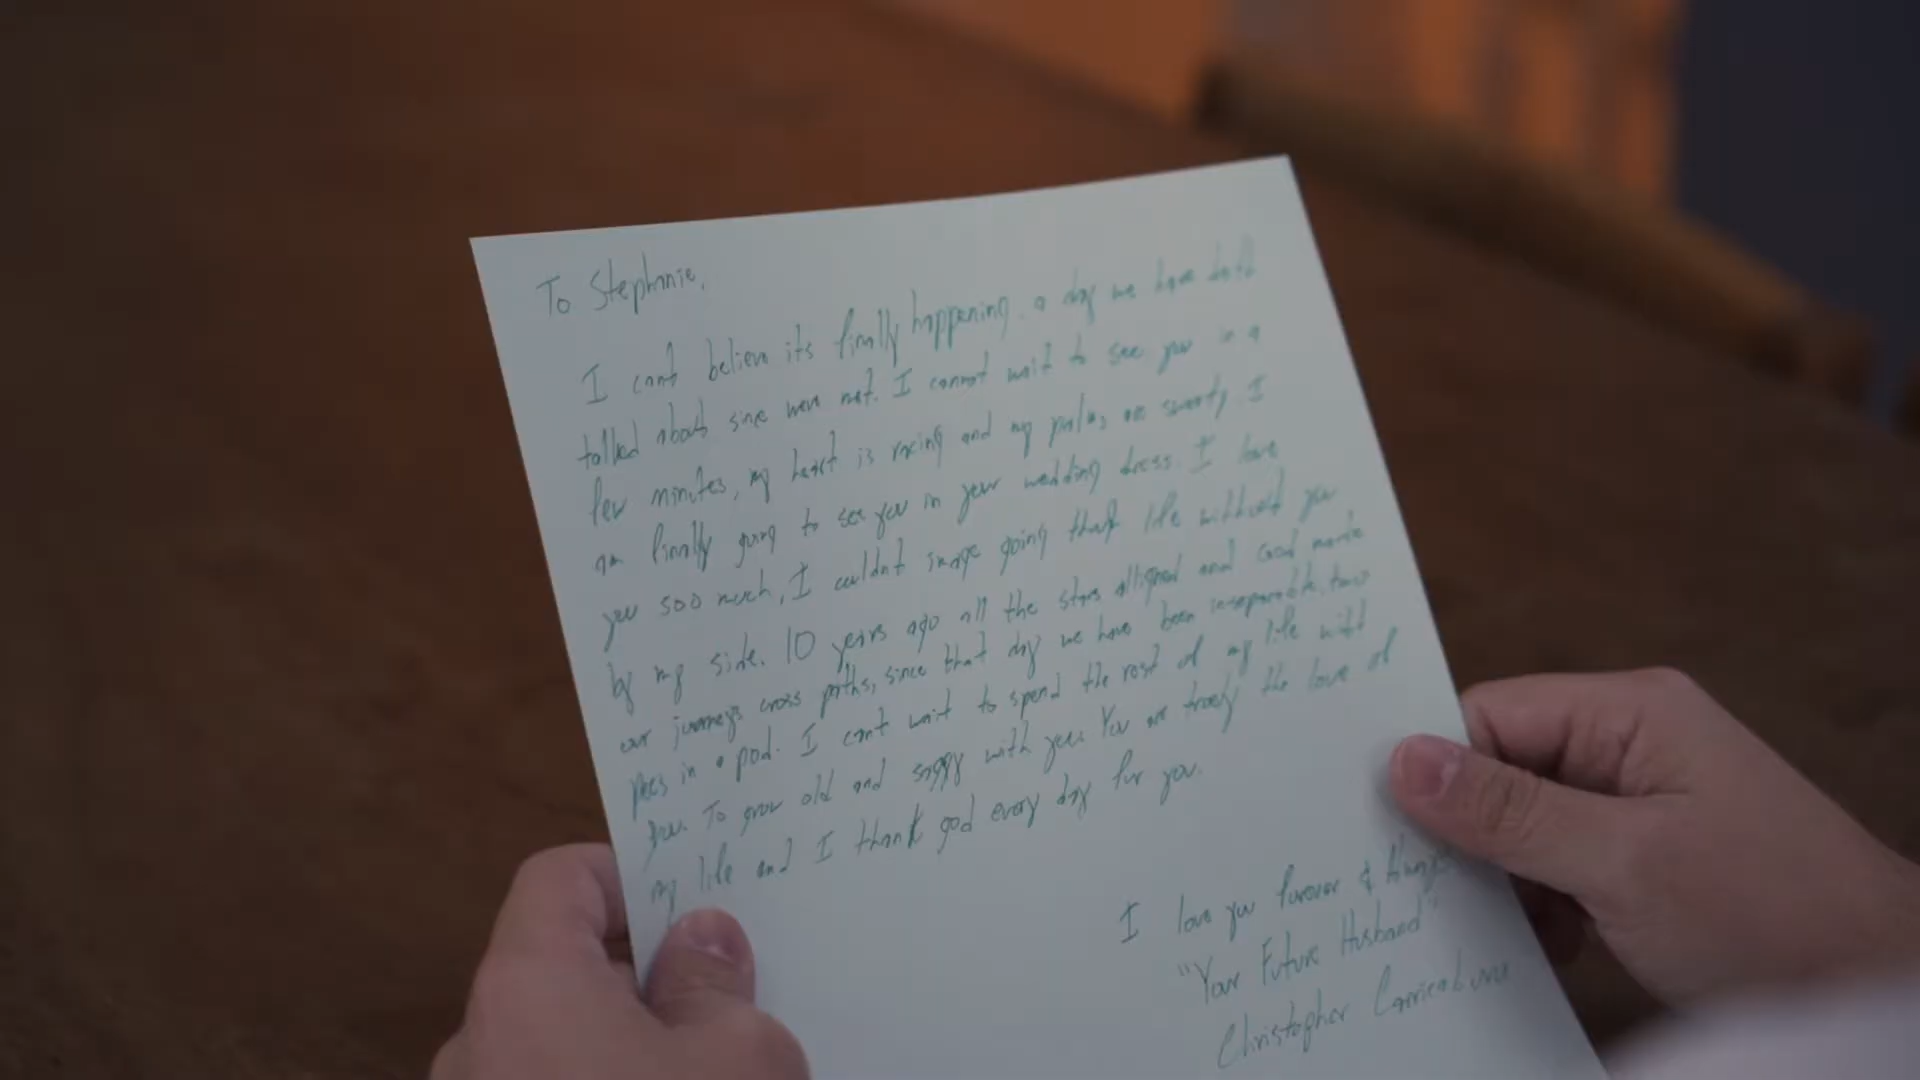 To Stephanie,
I cant believe its finally happening, a day we have both
talked about since weve met. I cannot wait to see you in a
few minutes, my heart is racing and my palms are sweaty. I
am finally going to see you in your wedding dress. I love
you soo much, I couldnt going life without you
by my side. 10 years ago all the stars alligned and God made
our journeys cross paths, since that day we have been inseparable, two
pees in a pod. I cant wait to spend the rest of my life with
you. To grow old and saggy with you. You are truely the love of
my life and I thank god every day for you.
I love you forever &
"Your Future Husband"
Christopher